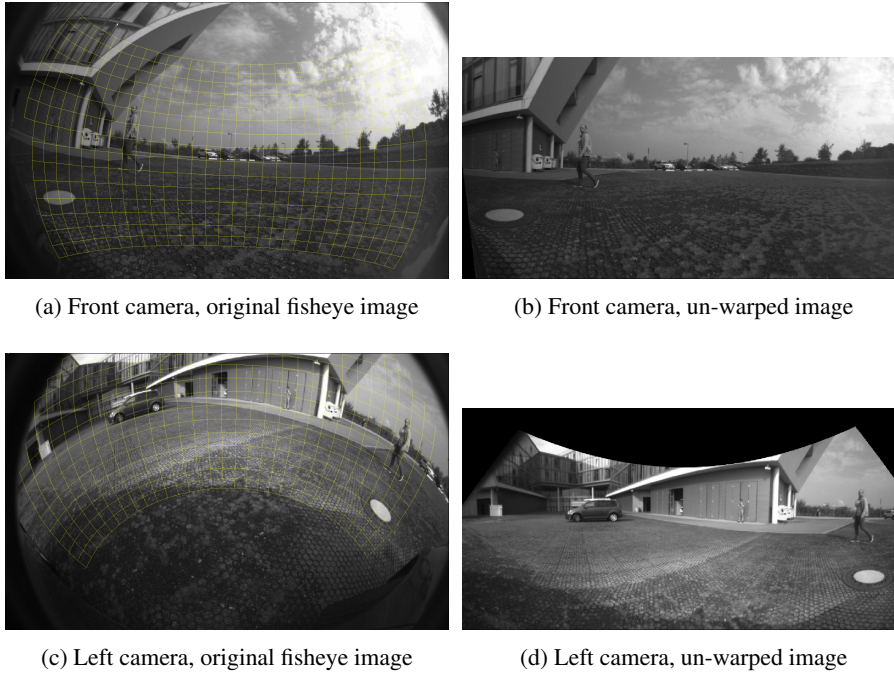 (a) Front camera, original fisheye image
(b) Front camera, un-warped image
(c) Left camera, original fisheye image
(d) Left camera, un-warped image